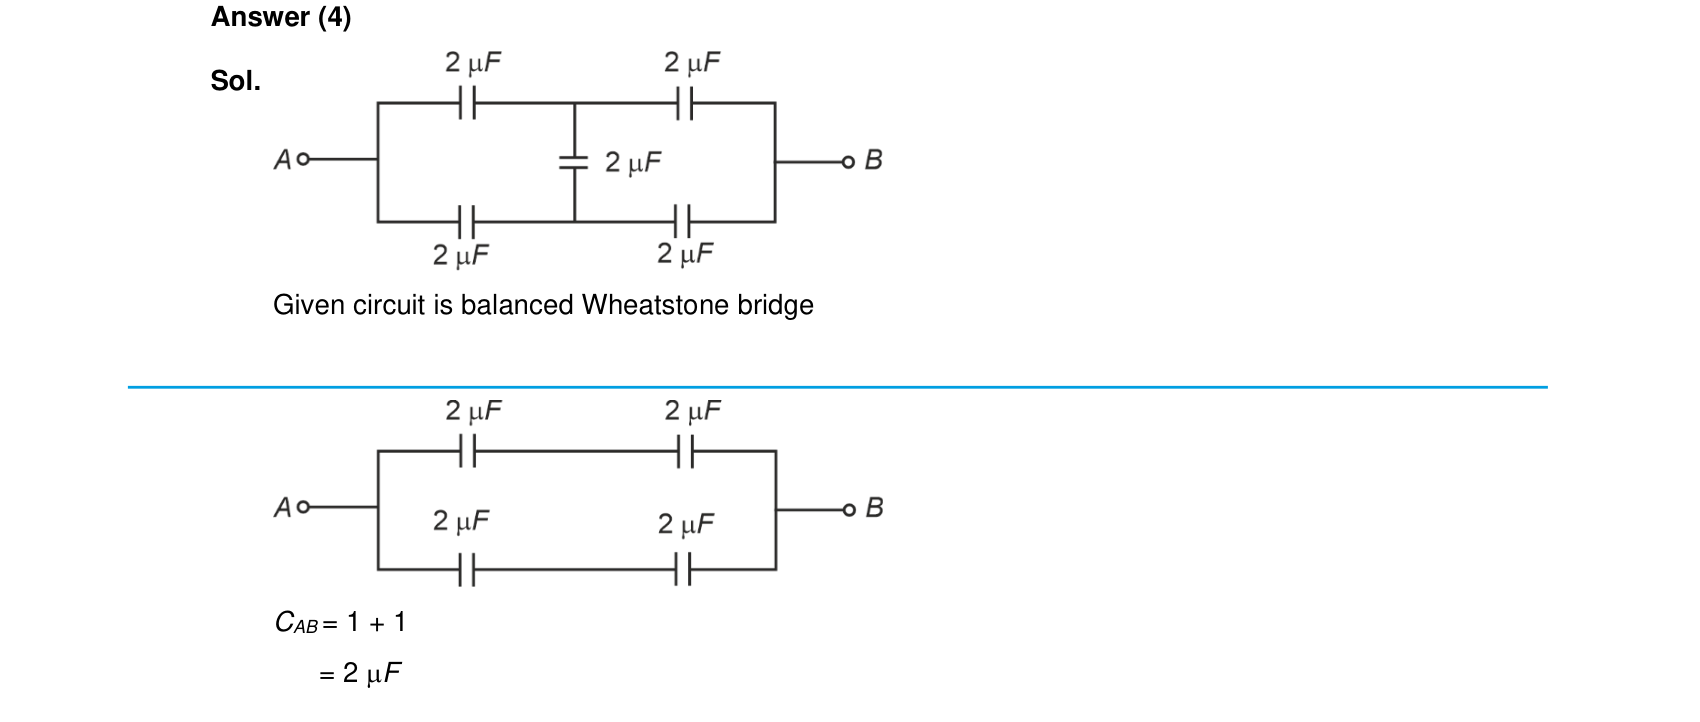 Answer (4)
Sol.
2 μF 2 μF
A 2 μF B
2 μF 2 μF
Given circuit is balanced Wheatstone bridge
2 μF 2 μF
A B
2 μF 2 μF
C_AB = 1 + 1
= 2 μF